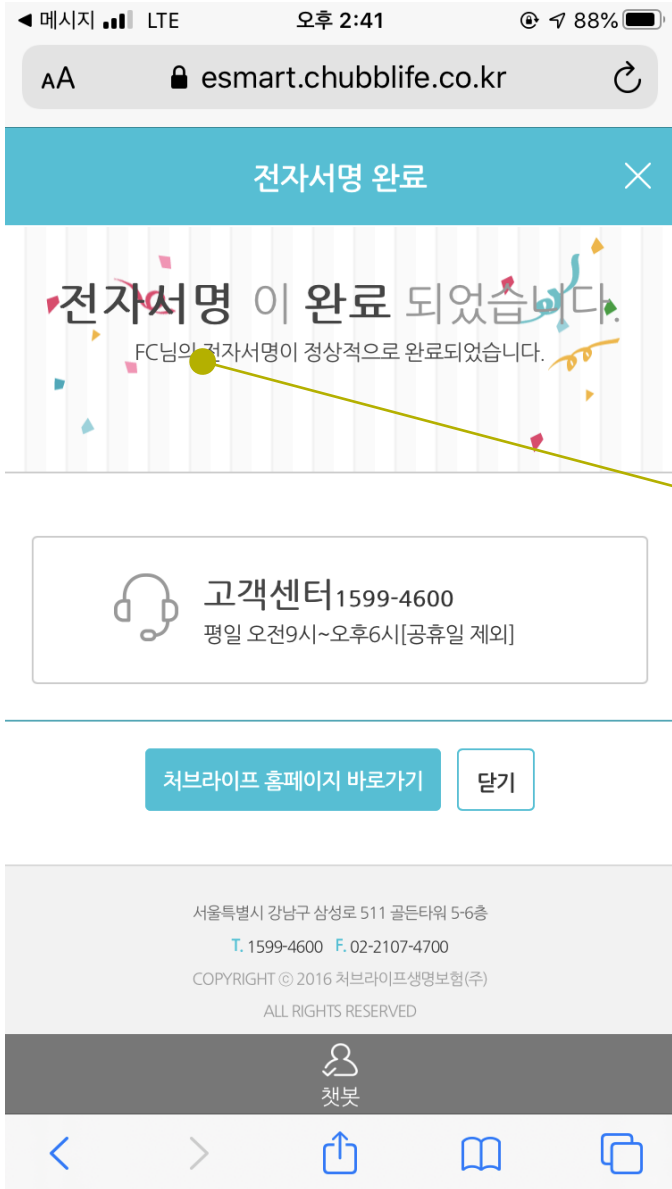 ◀ 메시지 LTE 오후 2:41 88%
AA esmart.chubblife.co.kr
전자서명 완료
전자서명 이 완료 되었습니다.
FC님의 전자서명이 정상적으로 완료되었습니다.
고객센터1599-4600
평일 오전9시~오후6시[공휴일 제외]
처브라이프 홈페이지 바로가기 닫기
서울특별시 강남구 삼성로 511 골든타워 5-6층
T. 1599-4600 F. 02-2107-4700
COPYRIGHT ⓒ 2016 처브라이프생명보험(주)
ALL RIGHTS RESERVED
챗봇